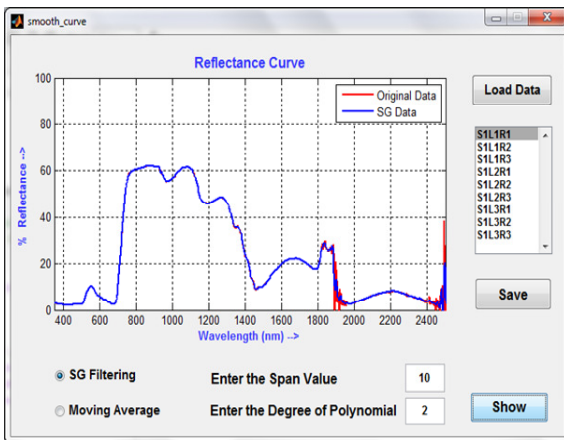 smooth_curve
Reflectance Curve
Original Data
SG Data
100
80
60
40
20
0
% Reflectance -->
400 600 800 1000 1200 1400 1600 1800 2000 2200 2400
Wavelength (nm) -->
Load Data
S1L1R1
S1L1R2
S1L1R3
S1L2R1
S1L2R2
S1L2R3
S1L3R1
S1L3R2
S1L3R3
Save
SG Filtering
Enter the Span Value
10
Moving Average
Enter the Degree of Polynomial
2
Show